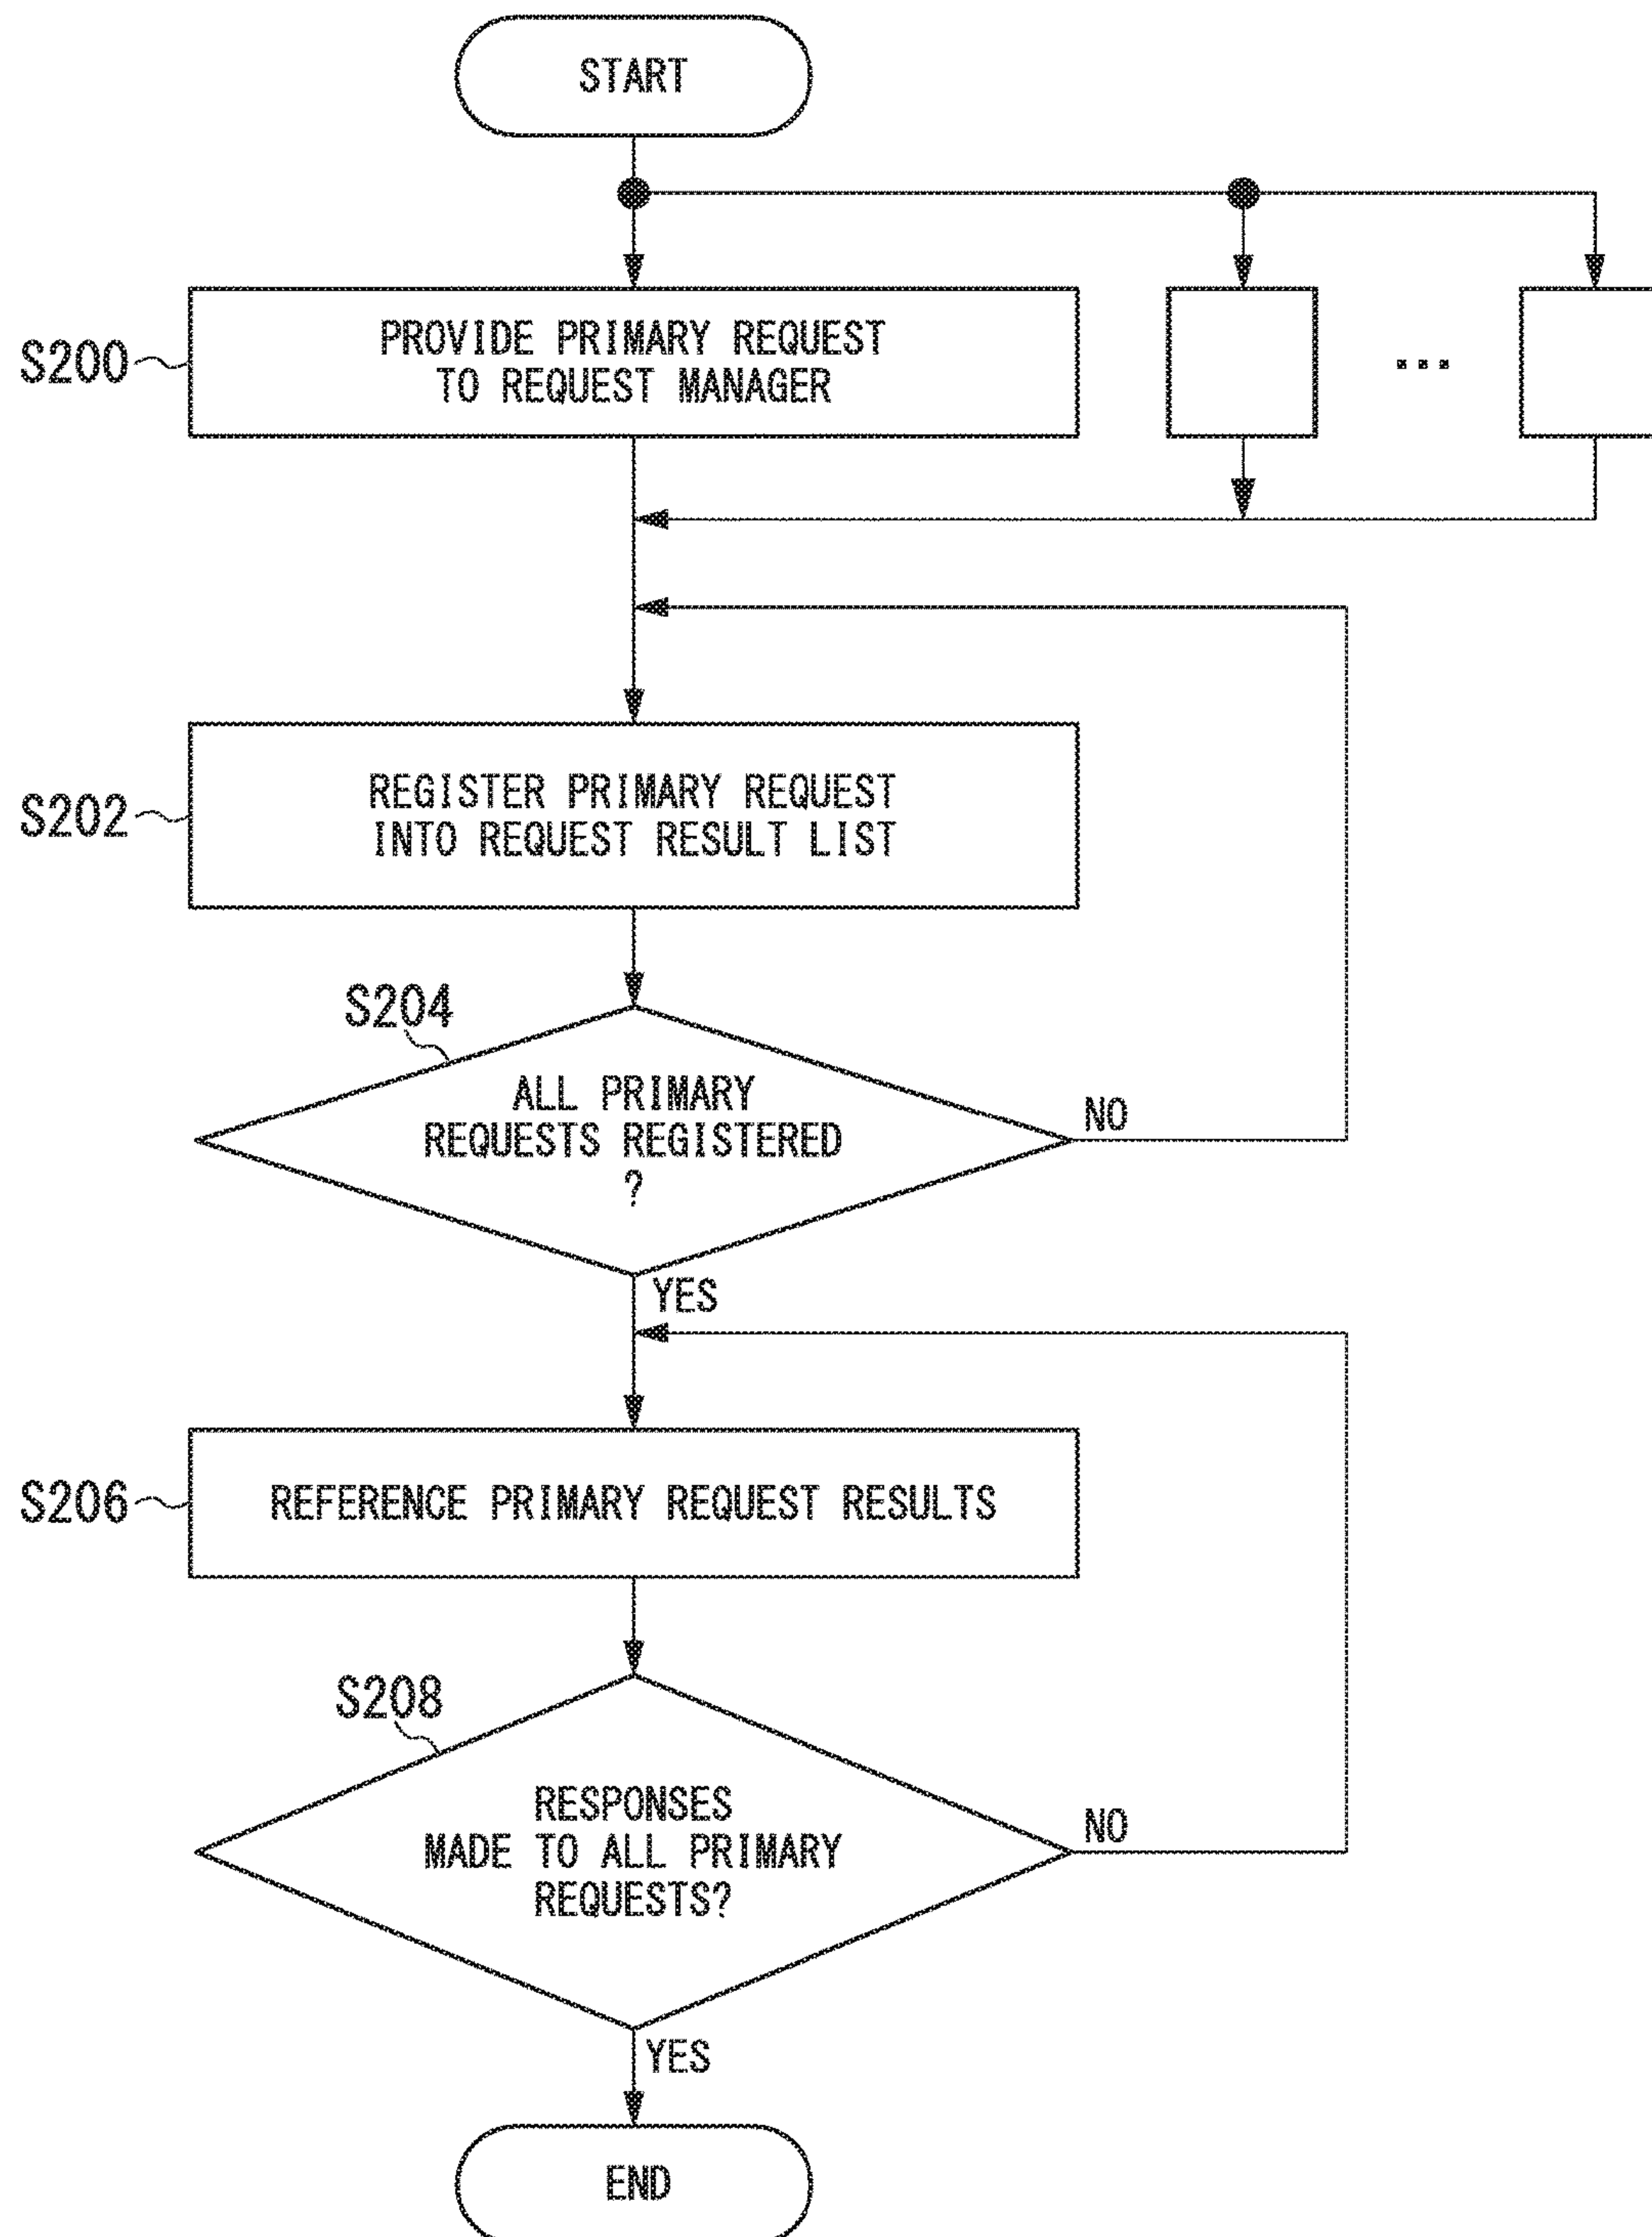 START
S200
PROVIDE PRIMARY REQUEST
TO REQUEST MANAGER
...
S202
REGISTER PRIMARY REQUEST
INTO REQUEST RESULT LIST
S204
ALL PRIMARY
REQUESTS REGISTERED
?
NO
YES
S206
REFERENCE PRIMARY REQUEST RESULTS
S208
RESPONSES
MADE TO ALL PRIMARY
REQUESTS?
NO
YES
END